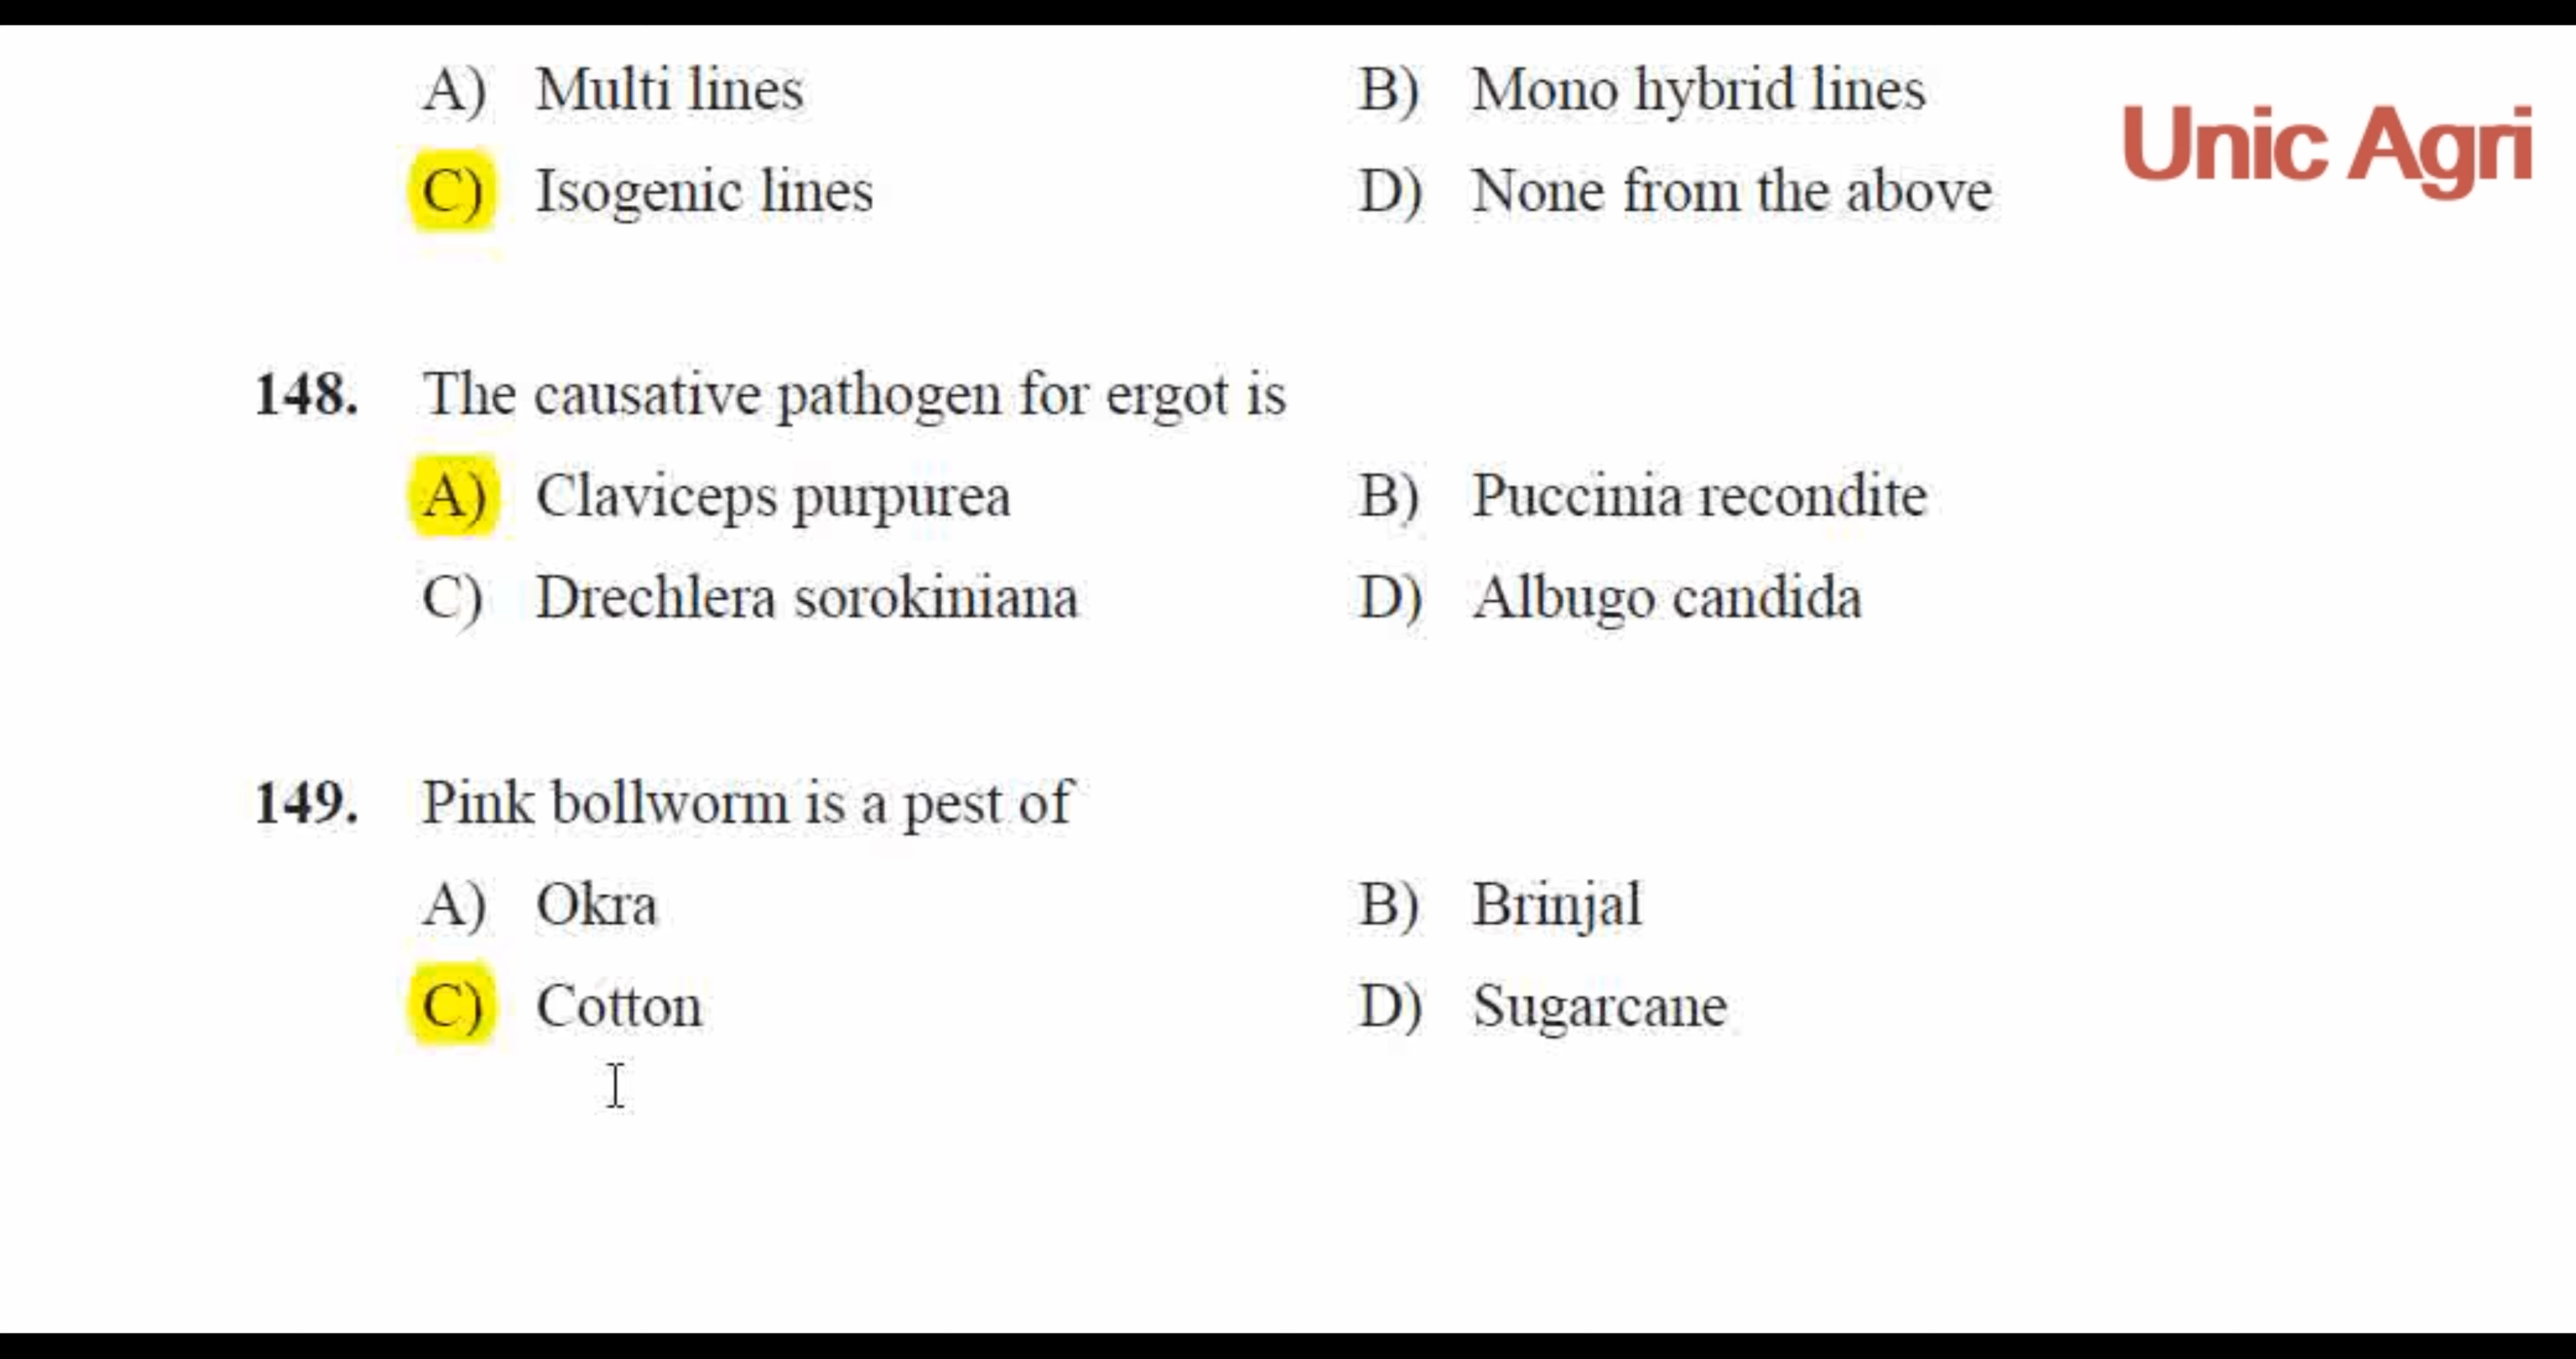 A) Multi lines B) Mono hybrid lines
Unic Agri
C) Isogenic lines D) None from the above
148. The causative pathogen for ergot is
A) Claviceps purpurea B) Puccinia recondite
C) Drechlera sorokiniana D) Albugo candida
149. Pink bollworm is a pest of
A) Okra B) Brinjal
C) Cotton D) Sugarcane